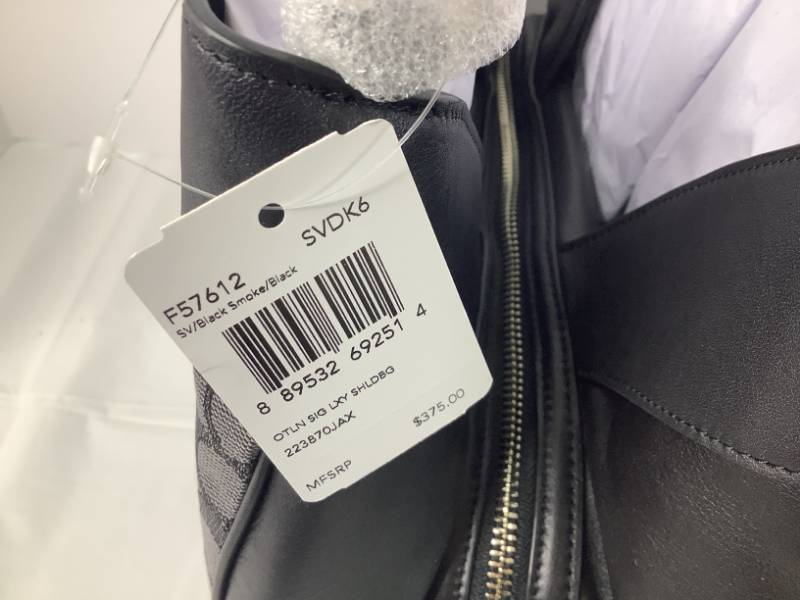 F57612 SVDK6
SV/Black Smoke/Black
8 89532 69251 4
OTLN SIG LXY SHLDBG
223870JAX
MFSRP $375.00